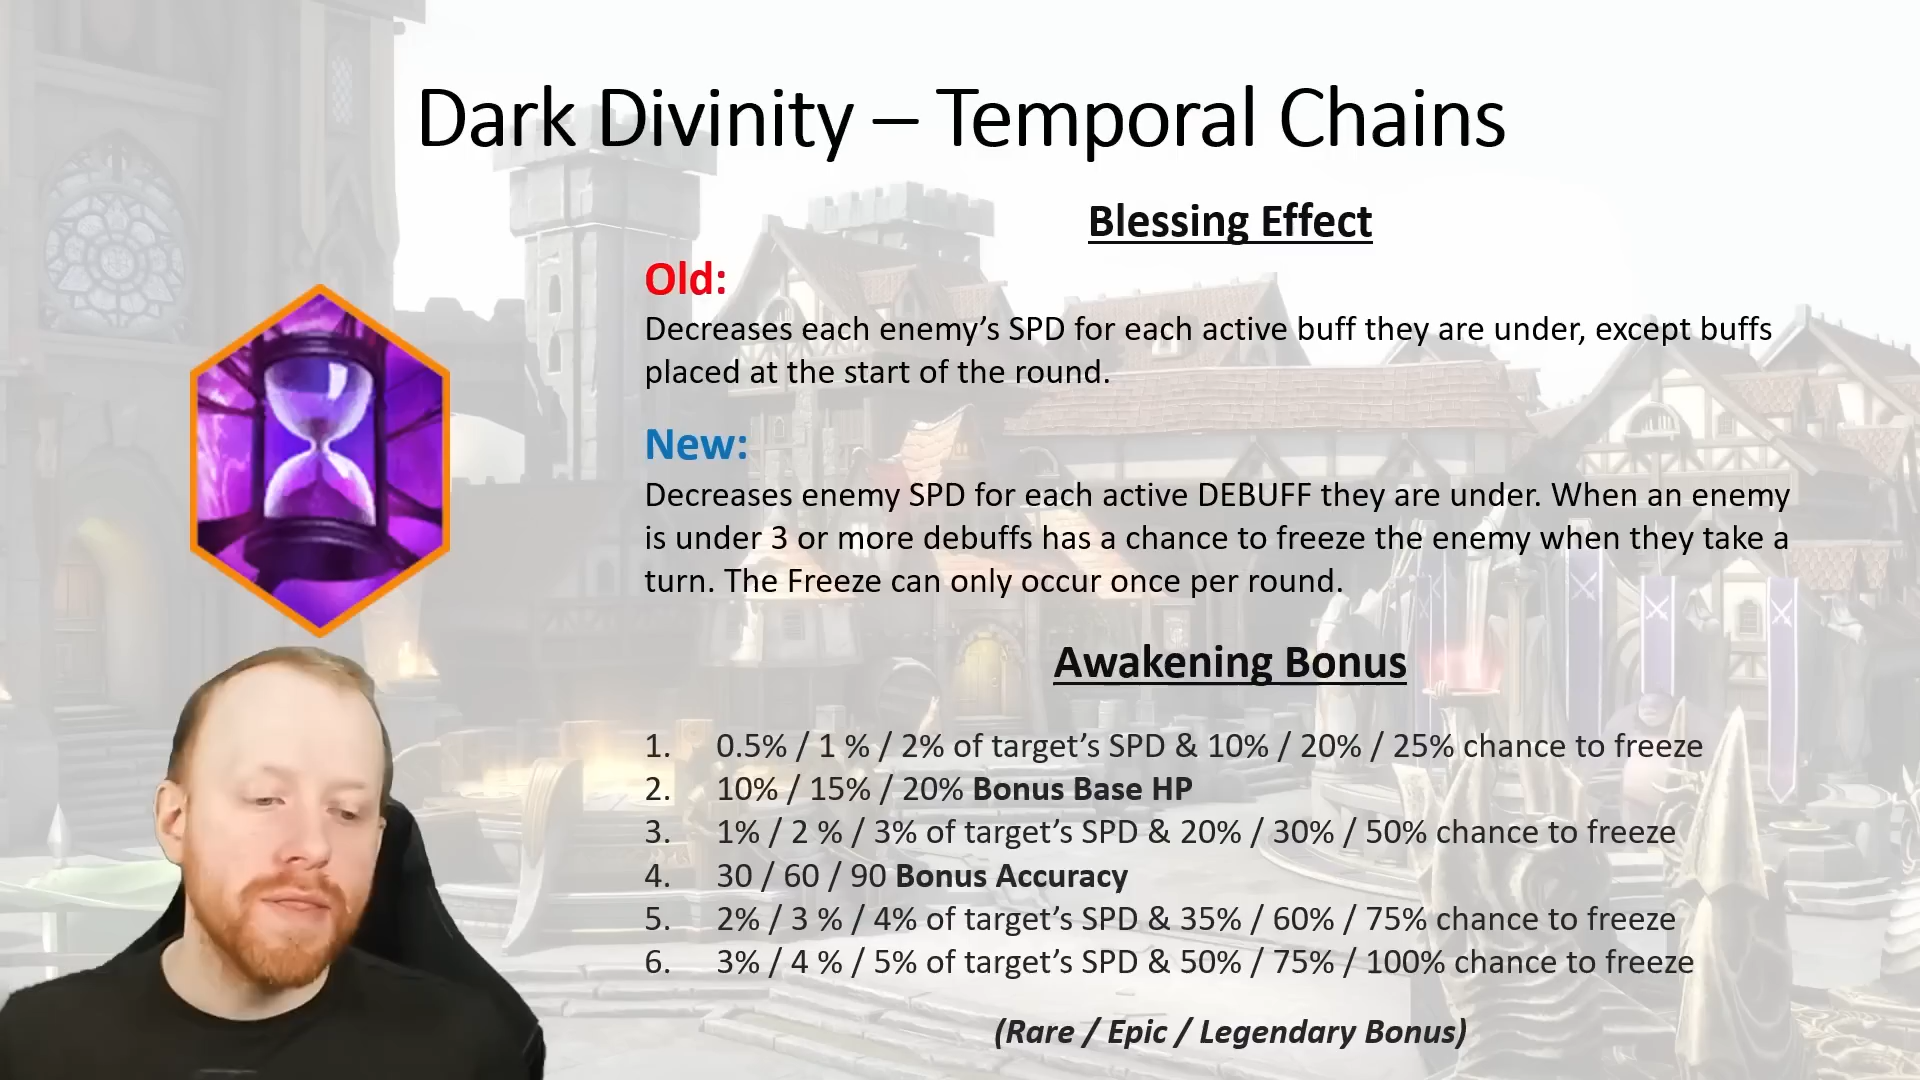 Dark Divinity – Temporal Chains
Blessing Effect
Old:
Decreases each enemy’s SPD for each active buff they are under, except buffs
placed at the start of the round.
New:
Decreases enemy SPD for each active DEBUFF they are under. When an enemy
is under 3 or more debuffs has a chance to freeze the enemy when they take a
turn. The Freeze can only occur once per round.
Awakening Bonus
1. 0.5% / 1 % / 2% of target’s SPD & 10% / 20% / 25% chance to freeze
2. 10% / 15% / 20% Bonus Base HP
3. 1% / 2 % / 3% of target’s SPD & 20% / 30% / 50% chance to freeze
4. 30 / 60 / 90 Bonus Accuracy
5. 2% / 3 % / 4% of target’s SPD & 35% / 60% / 75% chance to freeze
6. 3% / 4 % / 5% of target’s SPD & 50% / 75% / 100% chance to freeze
(Rare / Epic / Legendary Bonus)